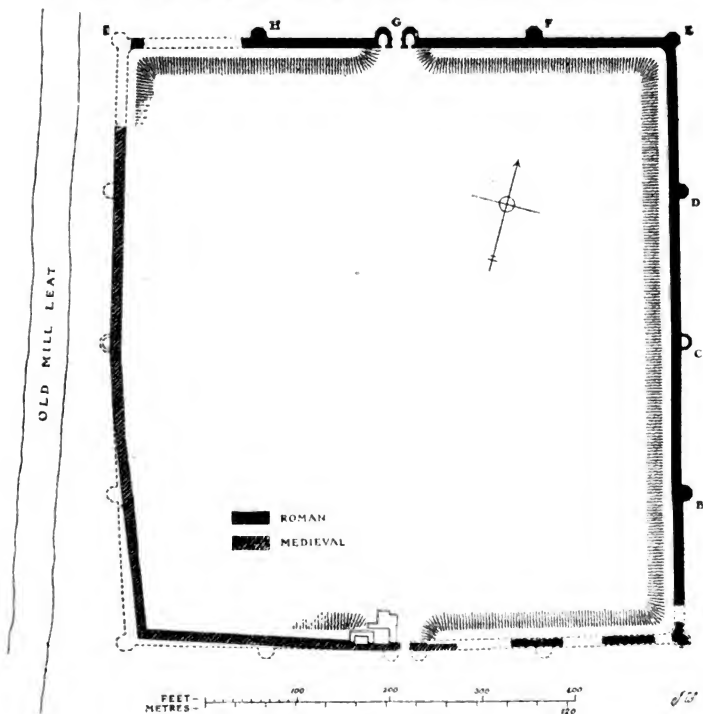 I H G F E
D
OLD MILL LEAT
C
B
ROMAN
MEDIEVAL
100 200 300 400
FEET
METRES
120